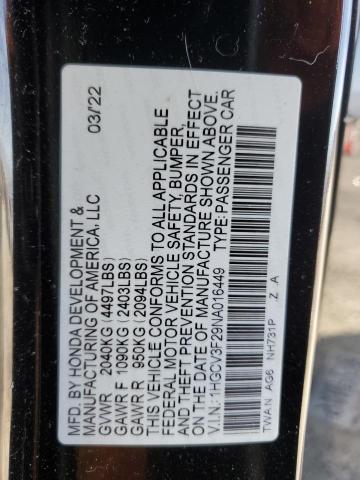 MFD. BY HONDA DEVELOPMENT &
MANUFACTURING OF AMERICA, LLC 03/22
GVWR 2040KG (4497LBS)
GAWR F 1090KG (2403LBS)
GAWR R 950KG (2094LBS)
THIS VEHICLE CONFORMS TO ALL APPLICABLE
FEDERAL MOTOR VEHICLE SAFETY, BUMPER,
AND THEFT PREVENTION STANDARDS IN EFFECT
ON THE DATE OF MANUFACTURE SHOWN ABOVE.
V.I.N.: 1HGCV3F29NA016449 TYPE:PASSENGER CAR
TWAN AG6 NH731P Z A